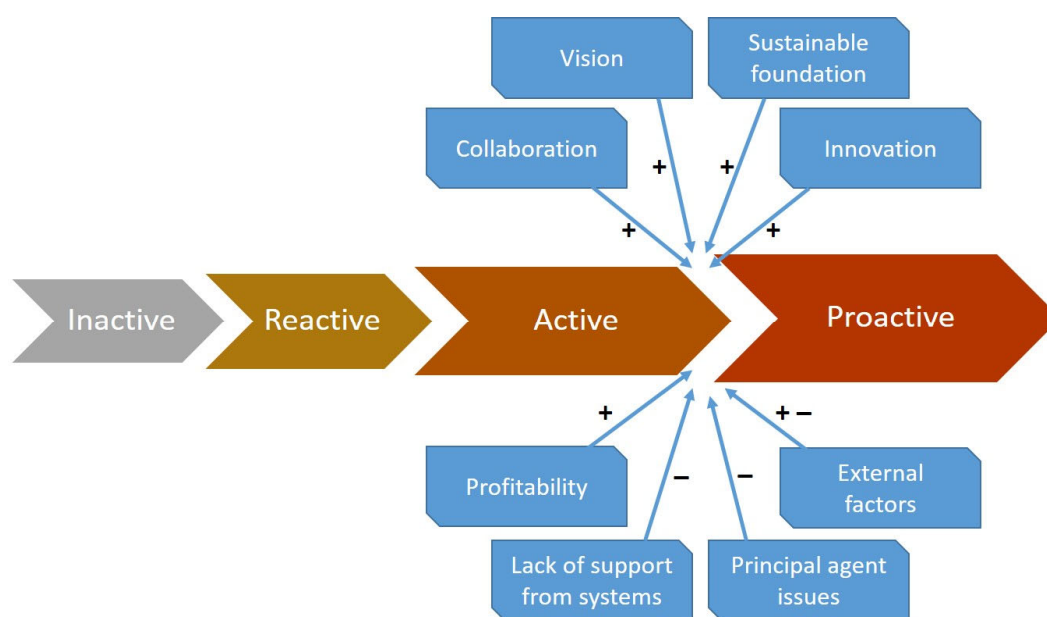 Vision
Sustainable
foundation
Collaboration
Innovation
+
+
+
+
Inactive
Reactive
Active
Proactive
+
+ –
–
–
Profitability
External
factors
Lack of support
from systems
Principal agent
issues